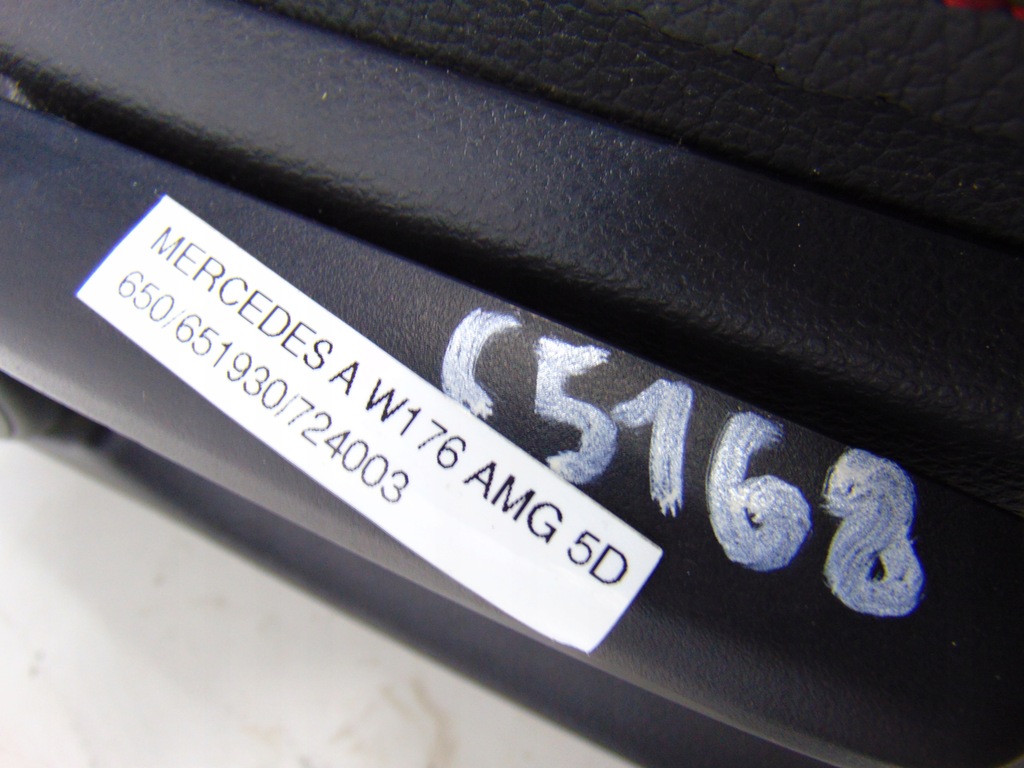 MERCEDES A W176 AMG 5D
650/651930/724003
C5168